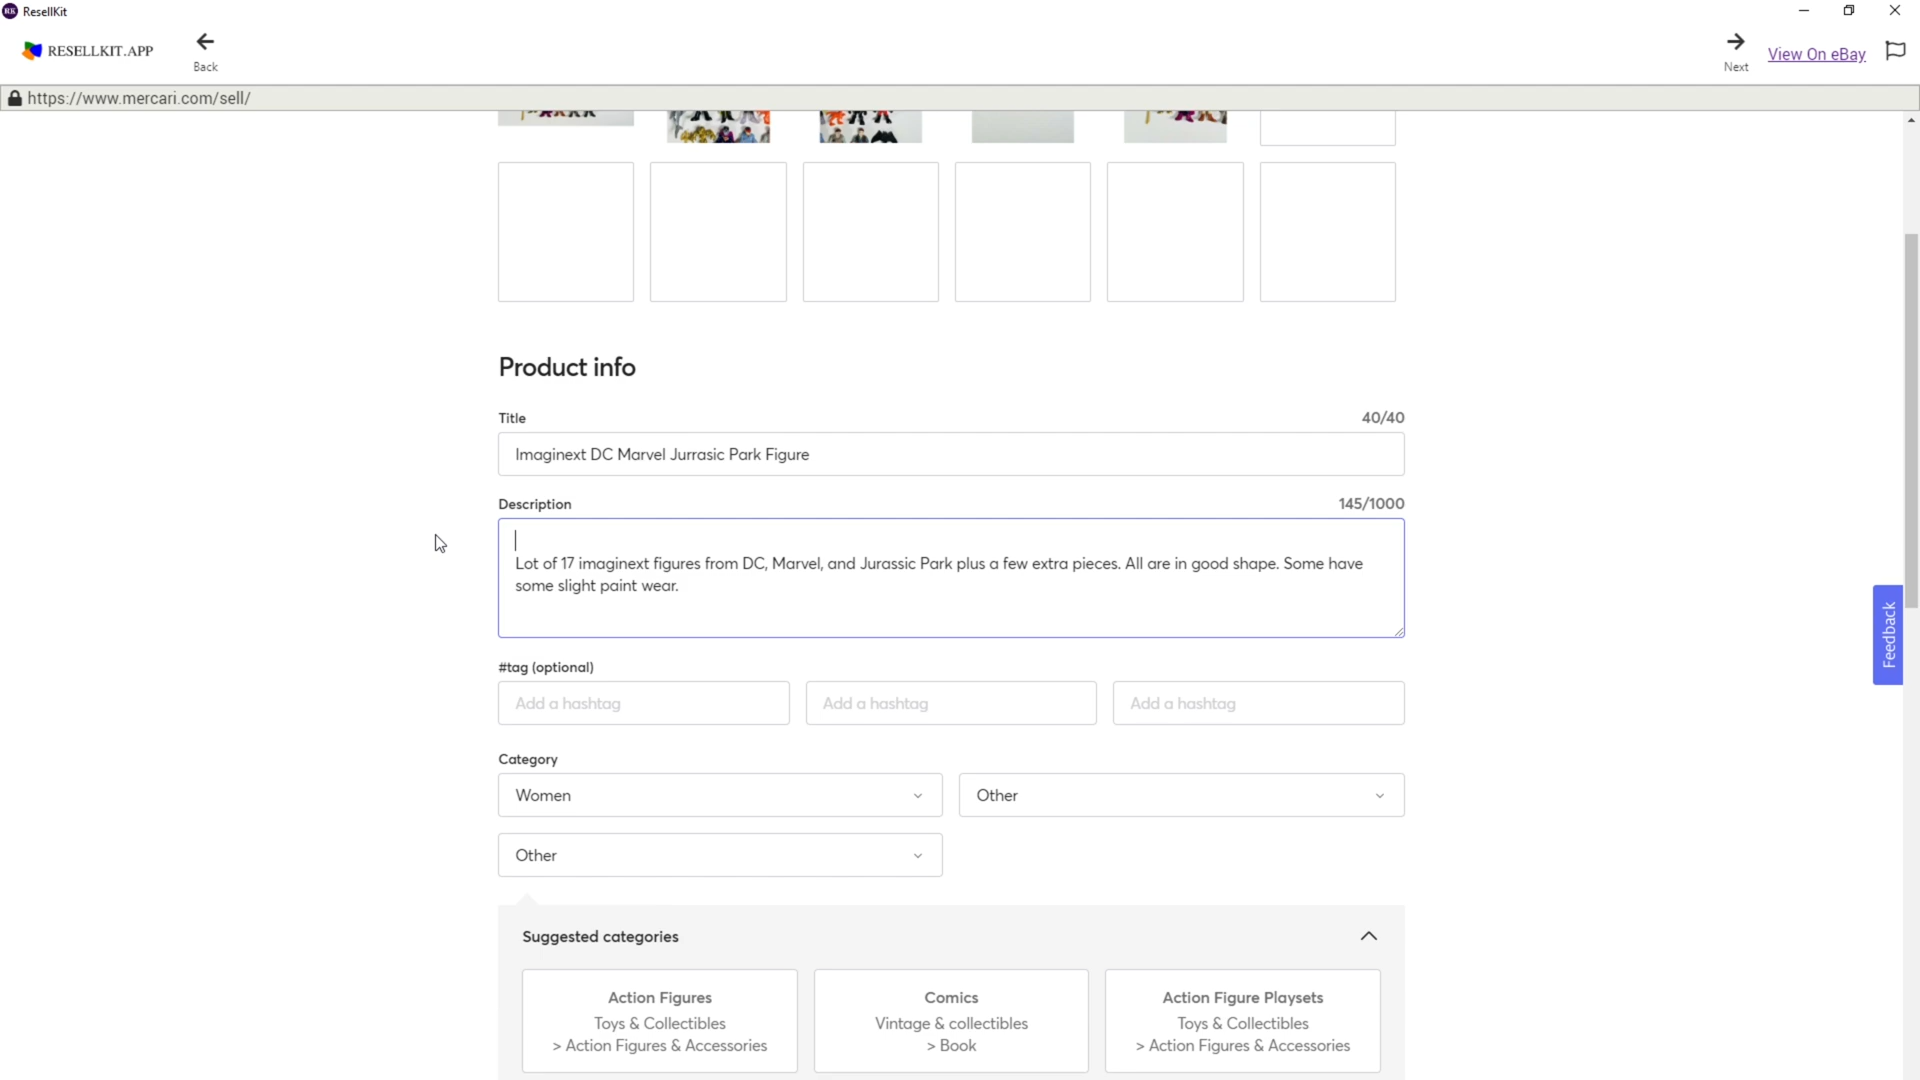 ResellKit
RESELLKIT.APP
Back
Next
View On eBay
https://www.mercari.com/sell/
Product info
Title
40/40
Imaginext DC Marvel Jurrasic Park Figure
Description
145/1000
Lot of 17 imaginext figures from DC, Marvel, and Jurassic Park plus a few extra pieces. All are in good shape. Some have
some slight paint wear.
#tag (optional)
Add a hashtag
Add a hashtag
Add a hashtag
Category
Women
Other
Other
Suggested categories
Action Figures
Toys & Collectibles
> Action Figures & Accessories
Comics
Vintage & collectibles
> Book
Action Figure Playsets
Toys & Collectibles
> Action Figures & Accessories
Feedback